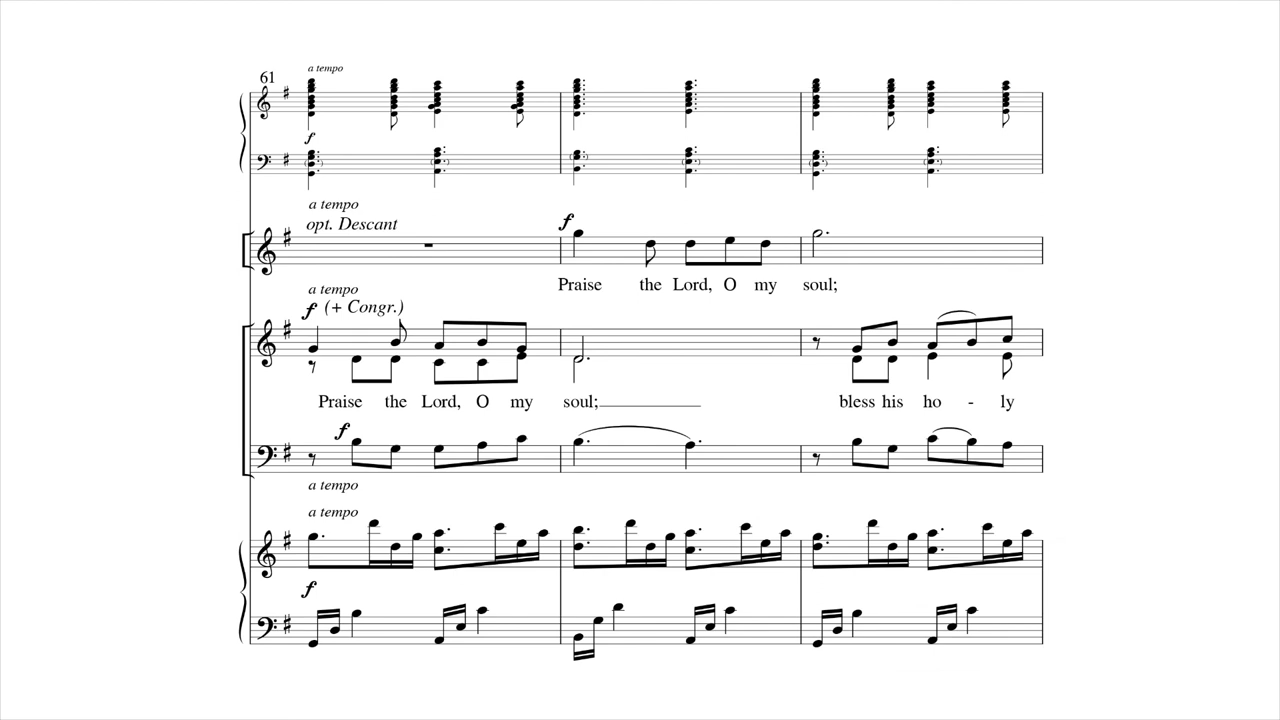 a tempo
61
f
a tempo
opt. Descant
f
Praise the Lord, O my soul;
a tempo
f (+ Congr.)
Praise the Lord, O my soul; bless his ho - ly
f
a tempo
a tempo
f